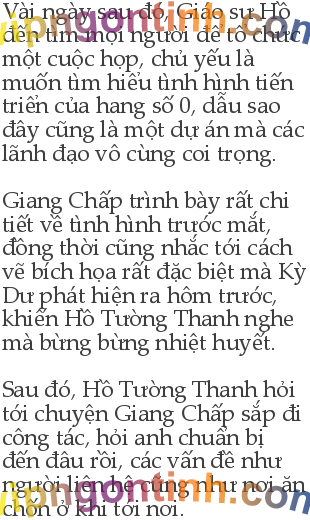 Vài ngày sau đó, Giáo sư Hồ
đến tìm mọi người để tổ chức
một cuộc họp, chủ yếu là
muốn tìm hiểu tình hình tiến
triển của hang số 0, dẫu sao
đây cũng là một dự án mà các
lãnh đạo vô cùng coi trọng.
Giang Chấp trình bày rất chi
tiết về tình hình trước mắt,
đồng thời cũng nhắc tới cách
vẽ bích họa rất đặc biệt mà Kỳ
Dư phát hiện ra hôm trước,
khiến Hồ Tường Thanh nghe
mà bừng bừng nhiệt huyết.
Sau đó, Hồ Tường Thanh hỏi
tới chuyện Giang Chấp sắp đi
công tác, hỏi anh chuẩn bị
đến đâu rồi, các vấn đề như
người liên hệ cũng như nơi ăn
chốn ở khi tới nơi.
vipngontinh.com
vipngontinh.com